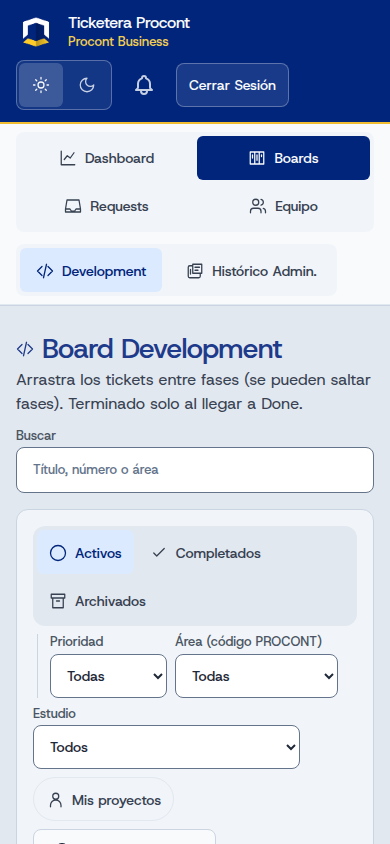 Ticketera Procont
Procont Business
Cerrar Sesión
Dashboard
Boards
Requests
Equipo
Development
Histórico Admin.
Board Development
Arrastra los tickets entre fases (se pueden saltar
fases). Terminado solo al llegar a Done.
Buscar
Título, número o área
Activos
Completados
Archivados
Prioridad
Área (código PROCONT)
Todas
Todas
Estudio
Todos
Mis proyectos